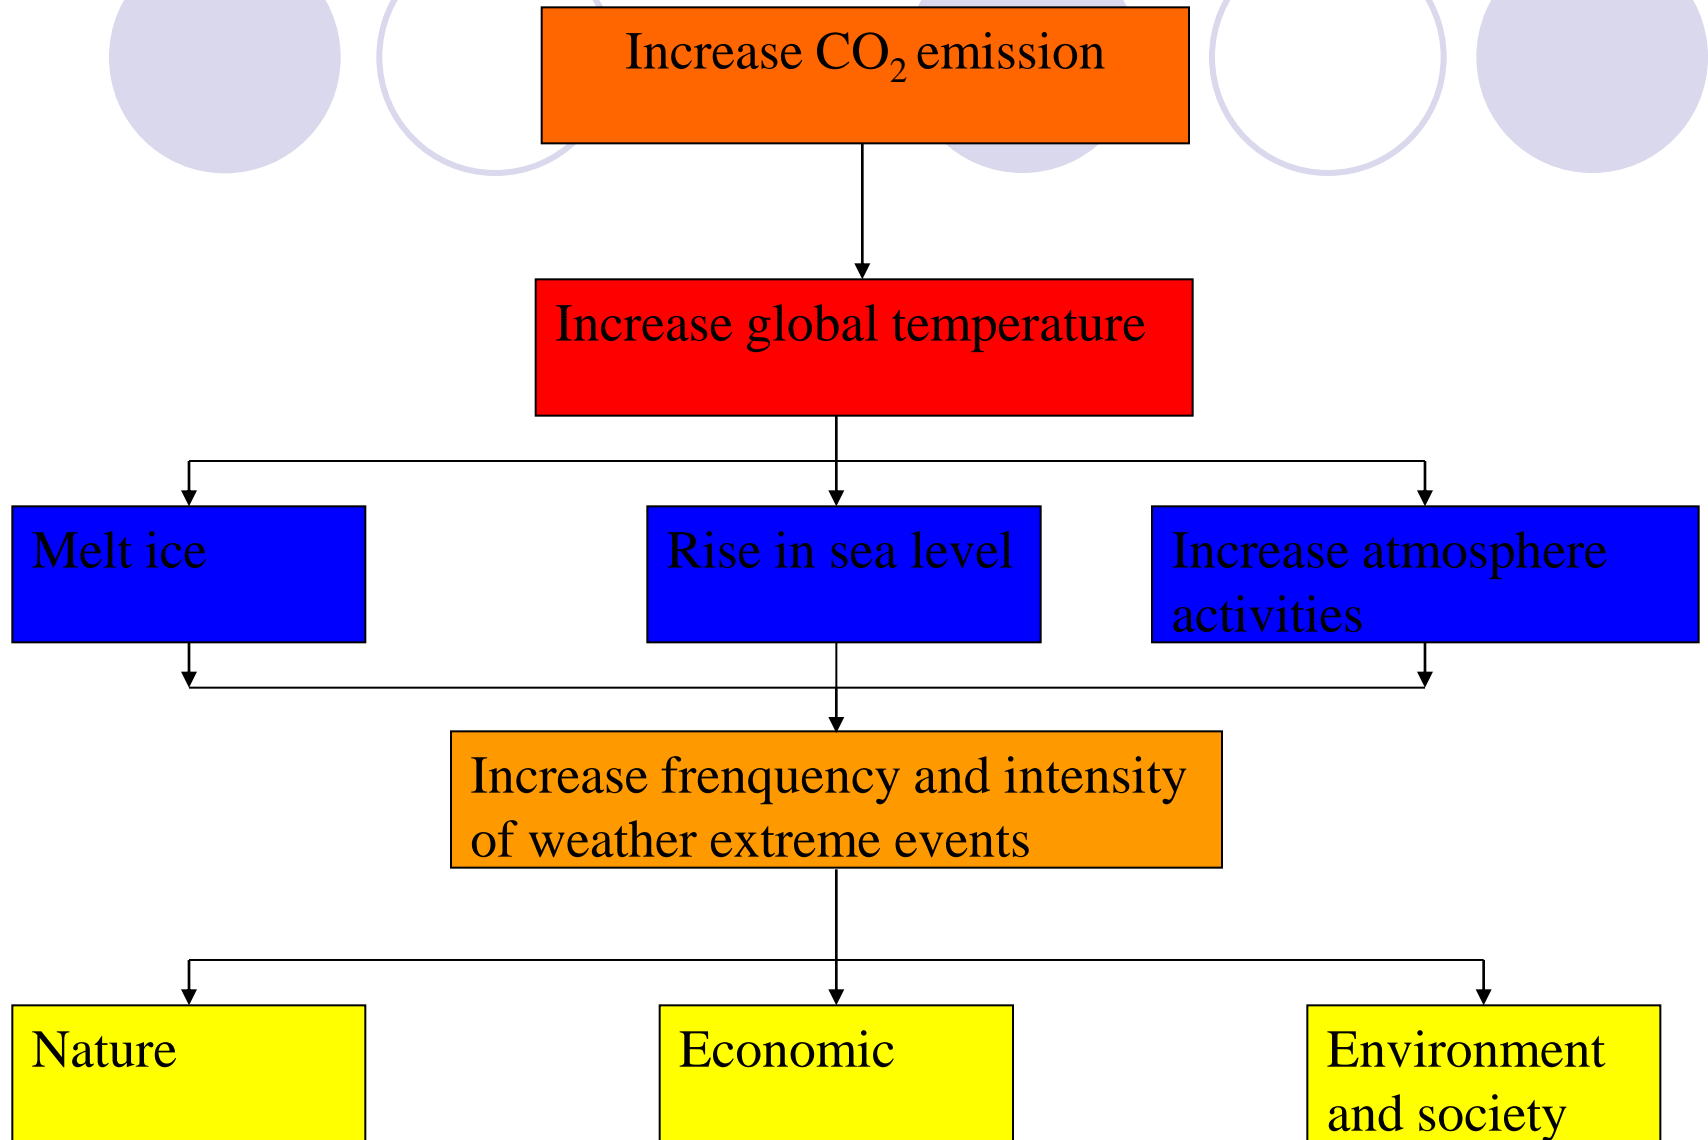 Increase CO₂ emission
Increase global temperature
Melt ice
Rise in sea level
Increase atmosphere
activities
Increase frenquency and intensity
of weather extreme events
Nature
Economic
Environment
and society